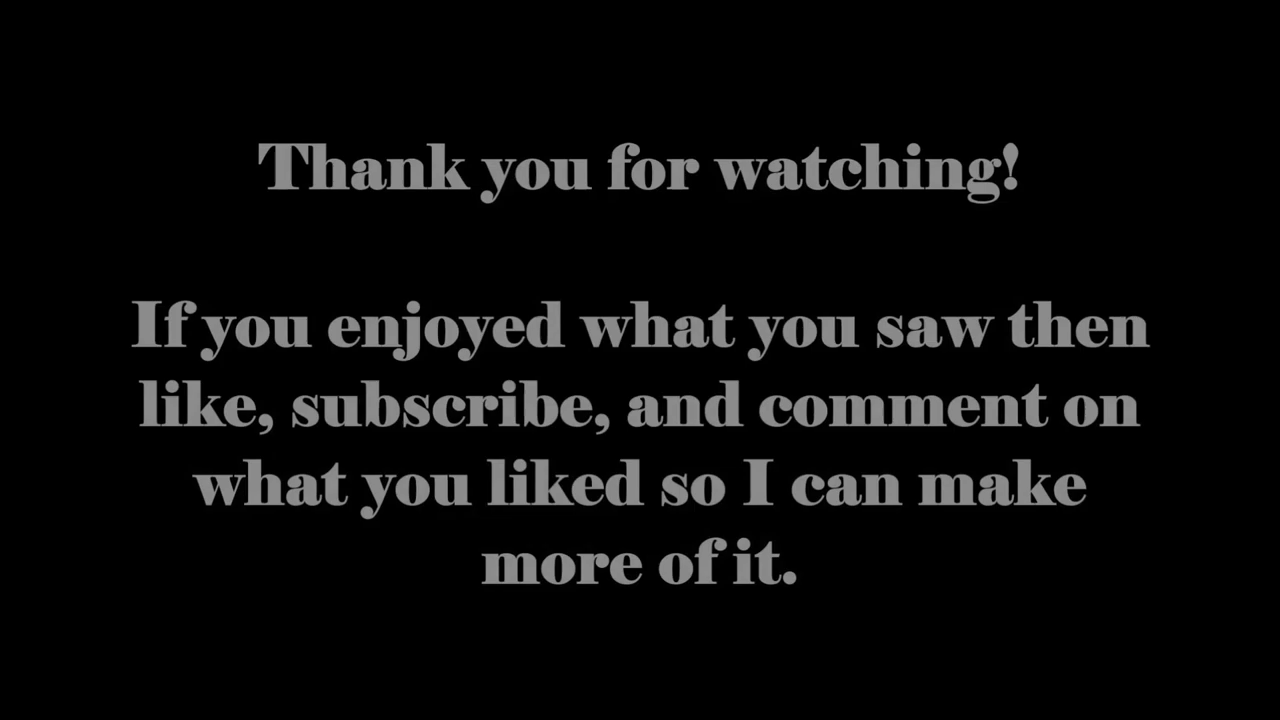 Thank you for watching!
If you enjoyed what you saw then
like, subscribe, and comment on
what you liked so I can make
more of it.